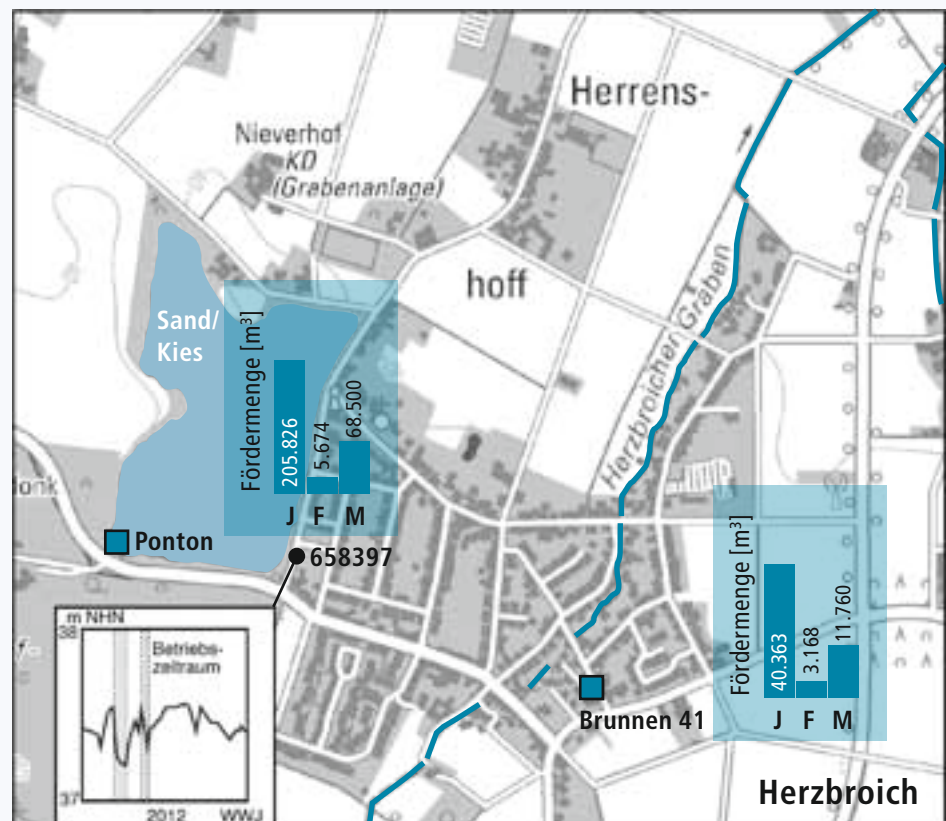 Herrens-
hoff
Nieverhof
KD
(Grabenanlage)
Herzbroicher Graben
Sand/
Kies
Fördermenge [m³]
205.826
5.674
68.500
J F M
Ponton
658397
m NHN
38
37
Betriebs-
zeitraum
2012 WWJ
Fördermenge [m³]
40.363
3.168
11.760
J F M
Brunnen 41
Herzbroich